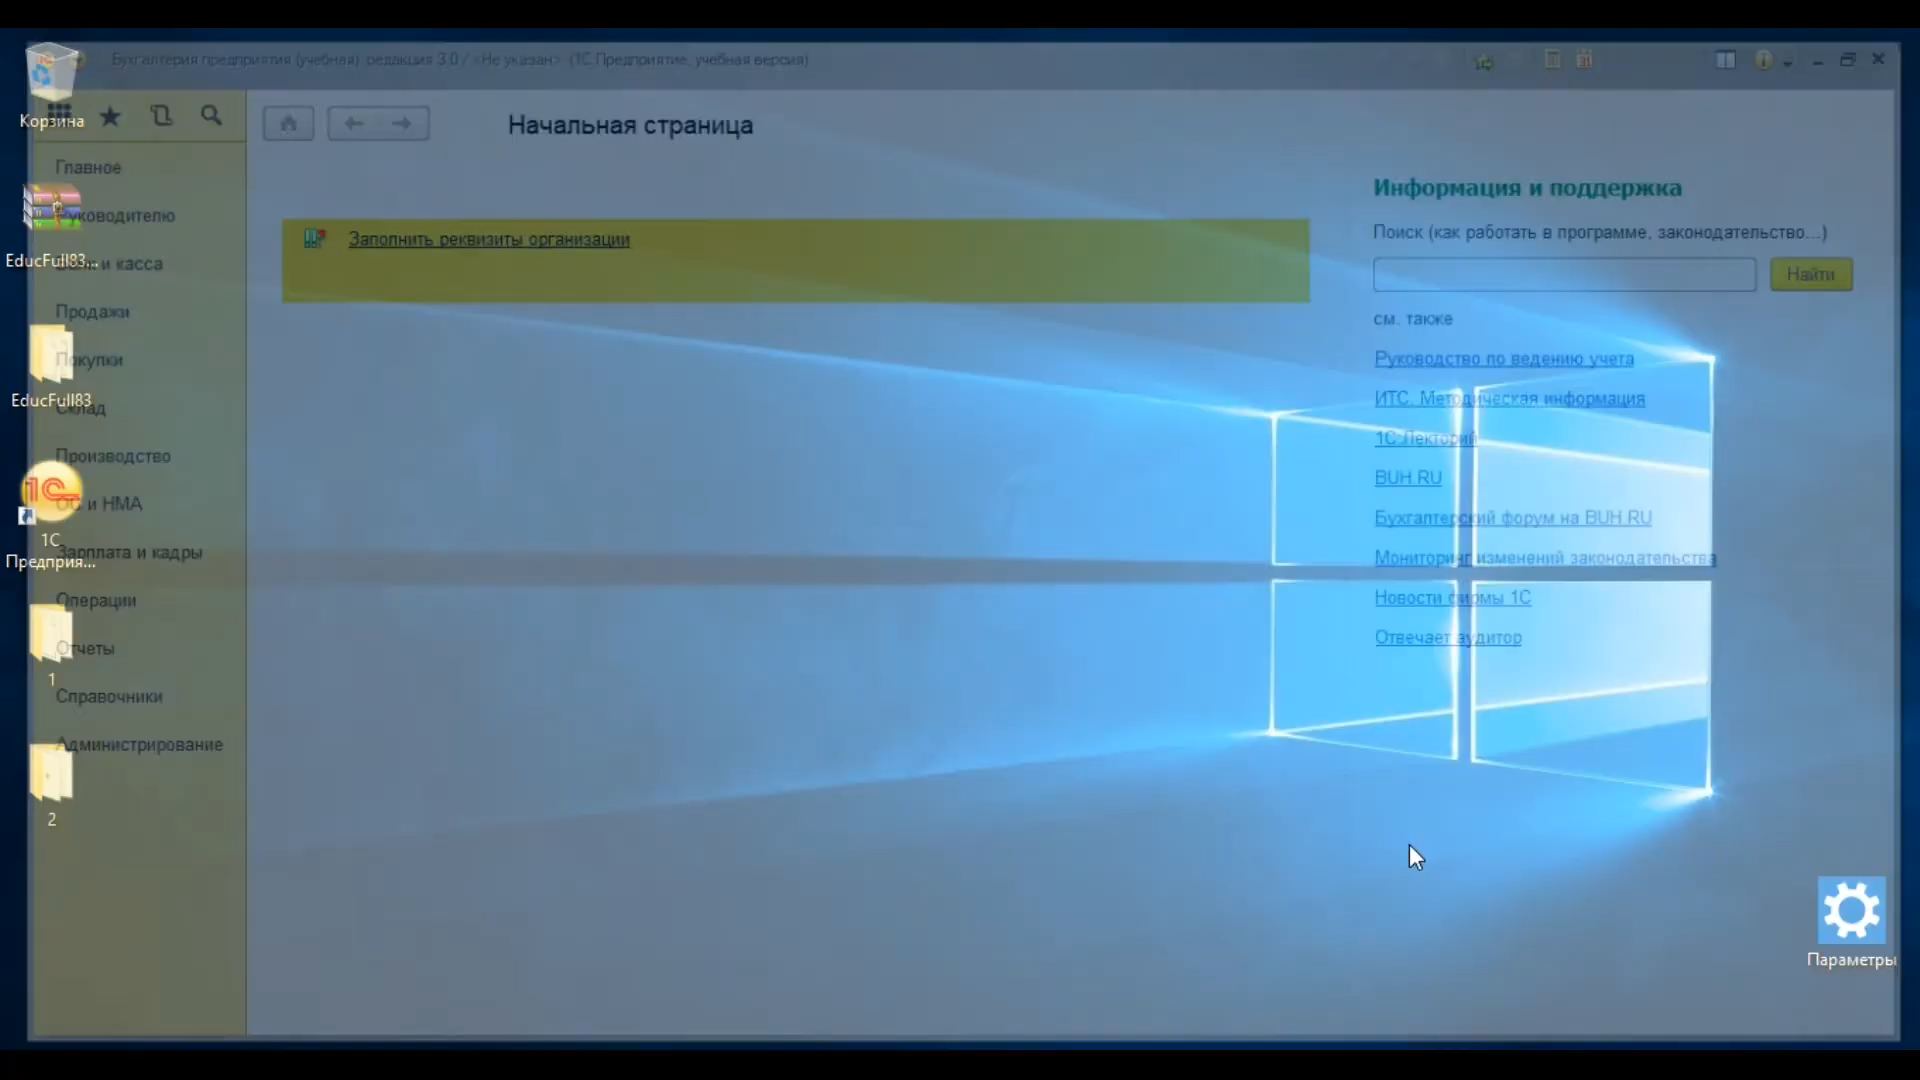 Бухгалтерия предприятия (учебная), редакция 3.0 / <Не указан> (1С:Предприятие, учебная версия)
Корзина
Начальная страница
Главное
Руководителю
Информация и поддержка
Заполнить реквизиты организации
Поиск (как работать в программе, законодательство...)
Найти
EducFull83...
Банк и касса
Продажи
см. также
Покупки
Руководство по ведению учета
EducFull83
Склад
ИТС. Методическая информация
1С:Лекторий
Производство
BUH.RU
ОС и НМА
Бухгалтерский форум на BUH.RU
1С
Предприя...
Зарплата и кадры
Мониторинг изменений законодательства
Операции
Новости фирмы 1С
Отчеты
Отвечает аудитор
1
Справочники
Администрирование
2
Параметры